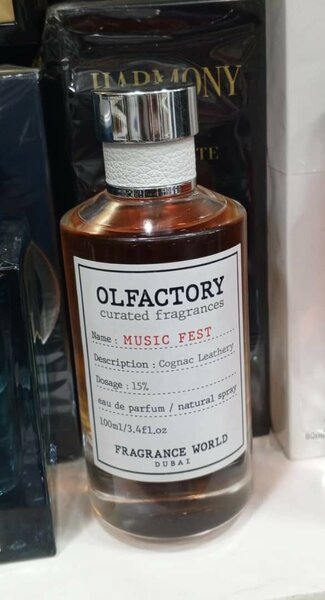 HARMONY
OLFACTORY
curated fragrances
Name : MUSIC FEST
Description : Cognac Leathery
Dosage : 15%
eau de parfum / natural spray
100ml/3.4fl.oz
FRAGRANCE WORLD
DUBAI